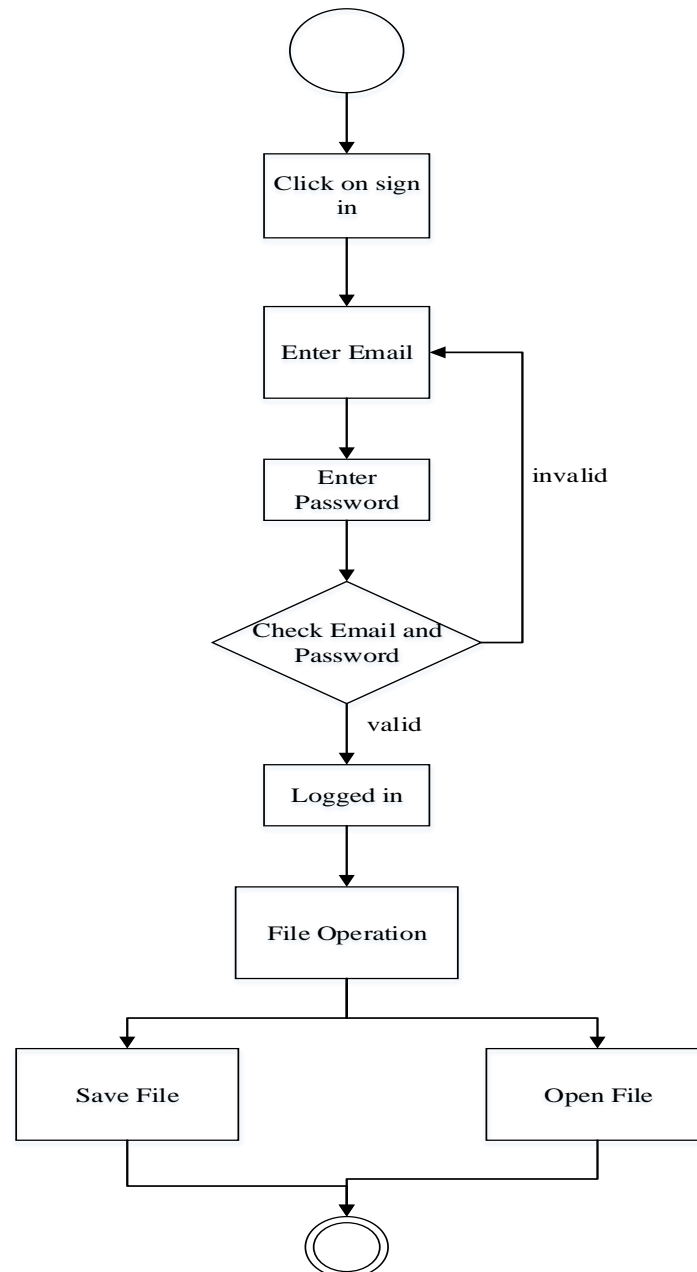 Click on sign
in
Enter Email
Enter
Password
invalid
Check Email and
Password
valid
Logged in
File Operation
Save File
Open File